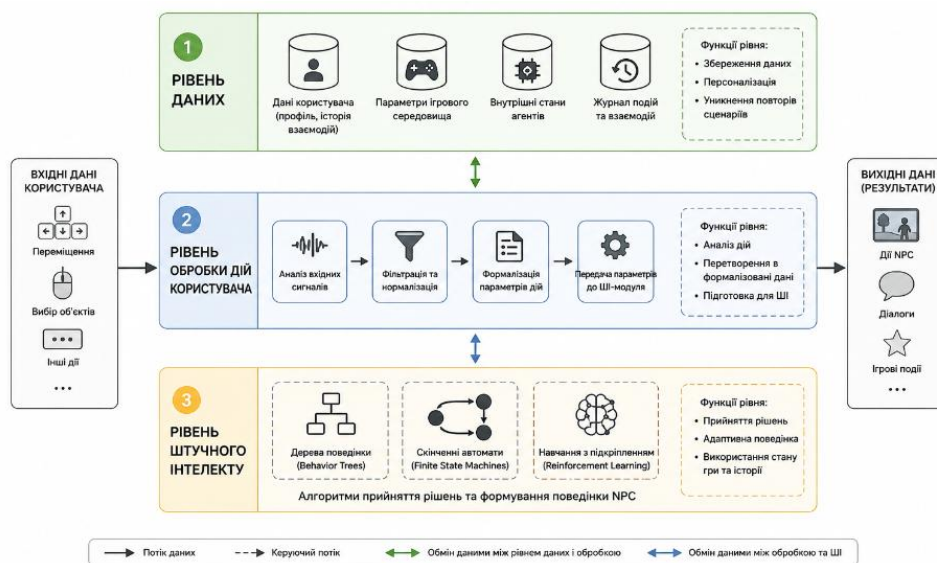 1
РІВЕНЬ
ДАНИХ
Дані користувача
(профіль, історія
взаємодій)
Параметри ігрового
середовища
Внутрішні стани
агентів
Журнал подій
та взаємодій
Функції рівня:
• Збереження даних
• Персоналізація
• Уникнення повторів
сценаріїв
ВХІДНІ ДАНІ
КОРИСТУВАЧА
Переміщення
Вибір об'єктів
Інші дії
...
2
РІВЕНЬ
ОБРОБКИ ДІЙ
КОРИСТУВАЧА
Аналіз вхідних
сигналів
Фільтрація та
нормалізація
Формалізація
параметрів дій
Передача параметрів
до ШІ-модуля
Функції рівня:
• Аналіз дій
• Перетворення в
формалізовані дані
• Підготовка для ШІ
ВИХІДНІ ДАНІ
(РЕЗУЛЬТАТИ)
Дії NPC
Діалоги
Ігрові події
...
3
РІВЕНЬ
ШТУЧНОГО
ІНТЕЛЕКТУ
Дерева поведінки
(Behavior Trees)
Скінченні автомати
(Finite State Machines)
Навчання з підкріпленням
(Reinforcement Learning)
Алгоритми прийняття рішень та формування поведінки NPC
Функції рівня:
• Прийняття рішень
• Адаптивна поведінка
• Використання стану
гри та історії
Потік даних
Керуючий потік
Обмін даними між рівнем даних і обробкою
Обмін даними між обробкою та ШІ